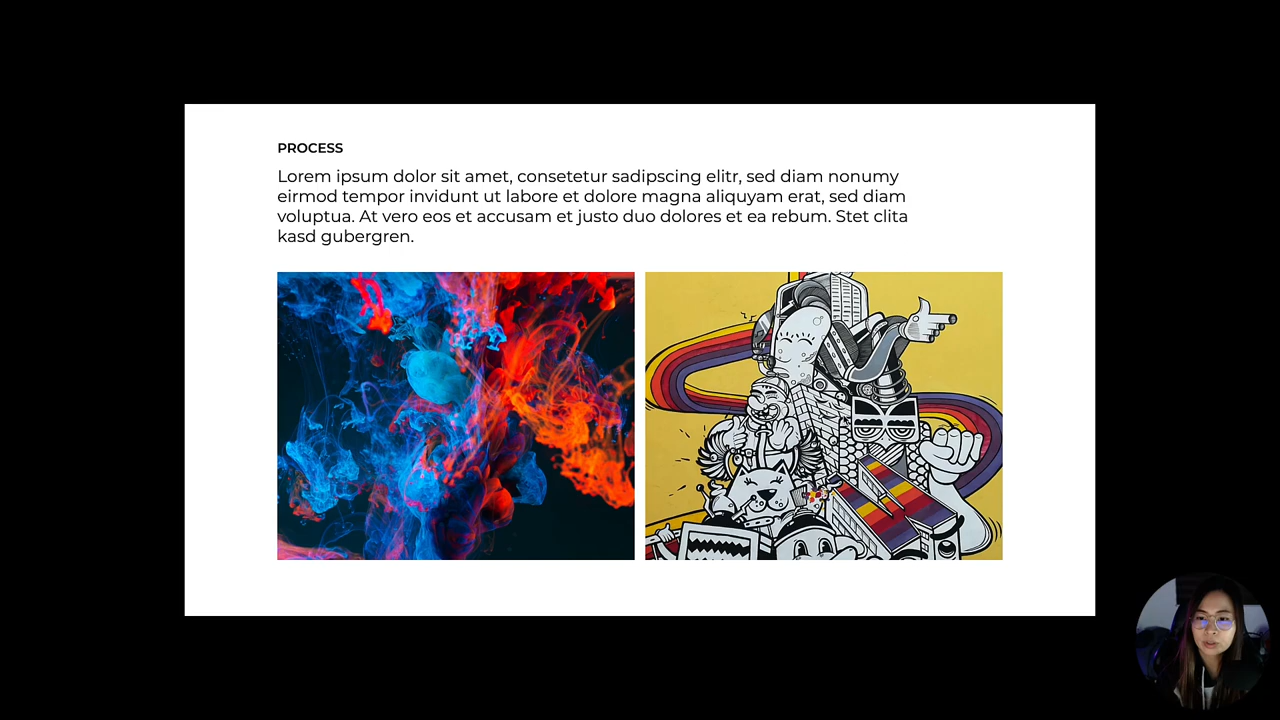 PROCESS
Lorem ipsum dolor sit amet, consetetur sadipscing elitr, sed diam nonumy
eirmod tempor invidunt ut labore et dolore magna aliquyam erat, sed diam
voluptua. At vero eos et accusam et justo duo dolores et ea rebum. Stet clita
kasd gubergren.